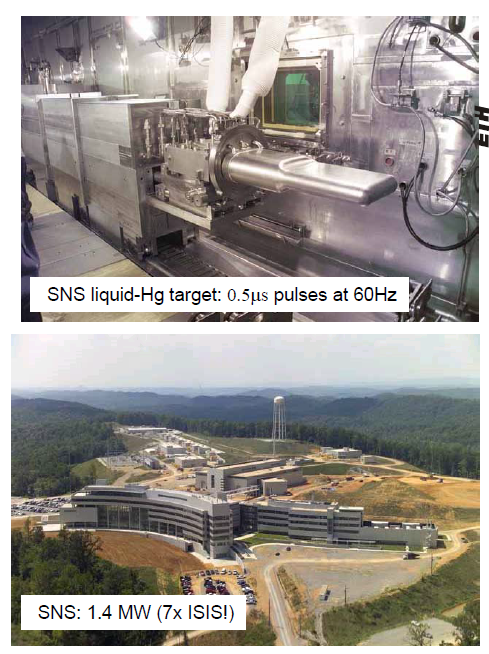 SNS liquid-Hg target: 0.5μs pulses at 60Hz
SNS: 1.4 MW (7x ISIS!)